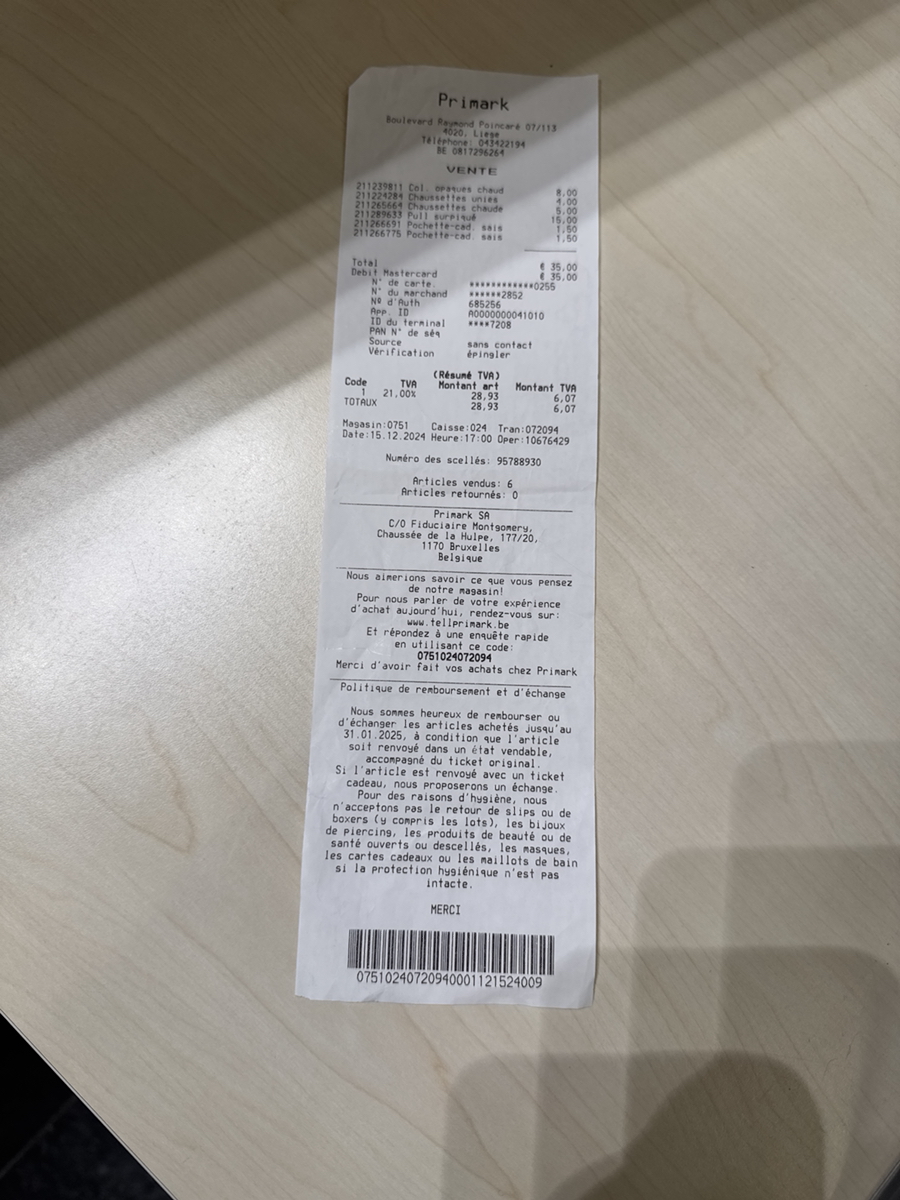 Primark
Boulevard Raymond Poincaré 07/113
4020, Liege
Téléphone: 043422194
BE 0817296264
VENTE
211239811 Col. opaques chaud 8,00
211224284 Chaussettes unies 4,00
211265664 Chaussettes chaude 5,00
211289633 Pull surpiqué 15,00
211266691 Pochette-cad. sais 1,50
211266775 Pochette-cad. sais 1,50
Total € 35,00
Debit Mastercard € 35,00
N° de carte. ************0255
N° du marchand ******2852
Nº d'Auth 685256
App. ID A0000000041010
ID du terminal ****7208
PAN N° de séq
Source sans contact
Vérification épingler
(Résumé TVA)
Code TVA Montant art Montant TVA
1 21,00% 28,93 6,07
TOTAUX 28,93 6,07
Magasin:0751 Caisse:024 Tran:072094
Date:15.12.2024 Heure:17:00 Oper:10676429
Numéro des scellés: 95788930
Articles vendus: 6
Articles retournés: 0
Primark SA
C/O Fiduciaire Montgomery,
Chaussée de la Hulpe, 177/20,
1170 Bruxelles
Belgique
Nous aimerions savoir ce que vous pensez
de notre magasin!
Pour nous parler de votre expérience
d'achat aujourd'hui, rendez-vous sur:
www.tellprimark.be
Et répondez à une enquête rapide
en utilisant ce code:
0751024072094
Merci d'avoir fait vos achats chez Primark
Politique de remboursement et d'échange
Nous sommes heureux de rembourser ou
d'échanger les articles achetés jusqu'au
31.01.2025, à condition que l'article
soit renvoyé dans un état vendable,
accompagné du ticket original.
Si l'article est renvoyé avec un ticket
cadeau, nous proposerons un échange.
Pour des raisons d'hygiène, nous
n'acceptons pas le retour de slips ou de
boxers (y compris les lots), les bijoux
de piercing, les produits de beauté ou de
santé ouverts ou descellés, les masques,
les cartes cadeaux ou les maillots de bain
si la protection hygiénique n'est pas
intacte.
MERCI
07510240720940001121524009